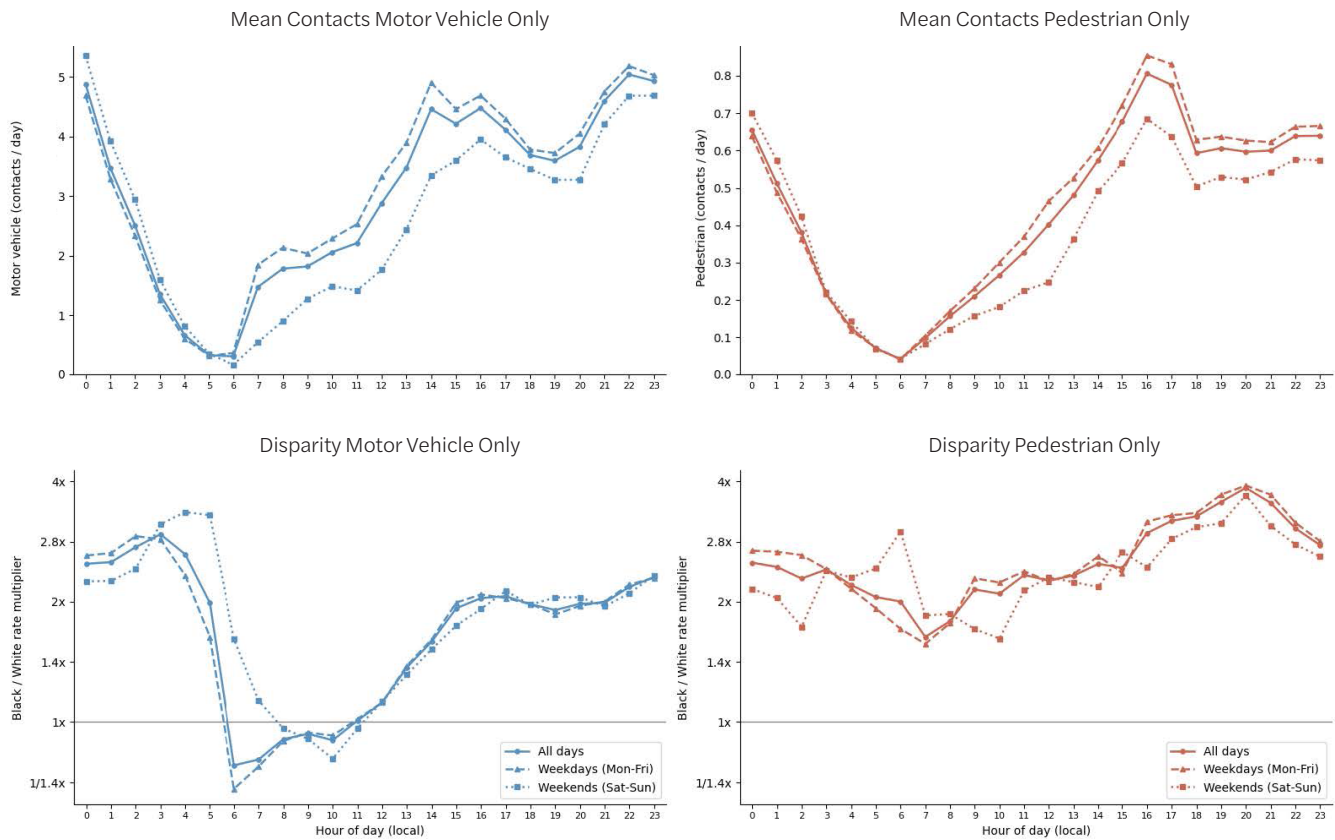 Mean Contacts Motor Vehicle Only
Motor vehicle (contacts / day)
5
4
3
2
1
0
0 1 2 3 4 5 6 7 8 9 10 11 12 13 14 15 16 17 18 19 20 21 22 23
Mean Contacts Pedestrian Only
Pedestrian (contacts / day)
0.8
0.7
0.6
0.5
0.4
0.3
0.2
0.1
0.0
0 1 2 3 4 5 6 7 8 9 10 11 12 13 14 15 16 17 18 19 20 21 22 23
Disparity Motor Vehicle Only
Black / White rate multiplier
4x
2.8x
2x
1.4x
1x
1/1.4x
All days
Weekdays (Mon-Fri)
Weekends (Sat-Sun)
0 1 2 3 4 5 6 7 8 9 10 11 12 13 14 15 16 17 18 19 20 21 22 23
Hour of day (local)
Disparity Pedestrian Only
Black / White rate multiplier
4x
2.8x
2x
1.4x
1x
1/1.4x
All days
Weekdays (Mon-Fri)
Weekends (Sat-Sun)
0 1 2 3 4 5 6 7 8 9 10 11 12 13 14 15 16 17 18 19 20 21 22 23
Hour of day (local)